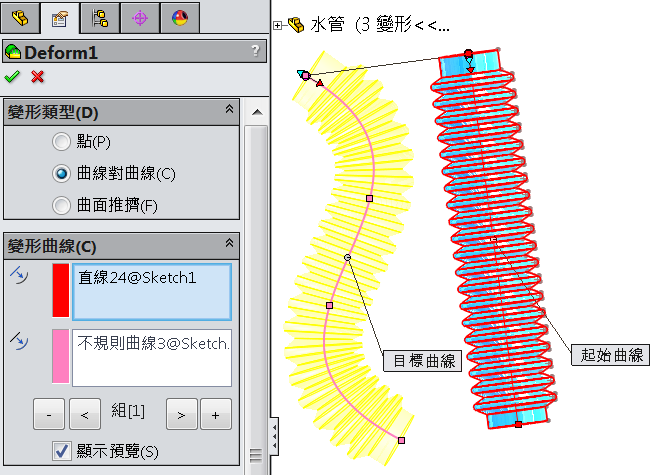 Deform1
?
變形類型(D)
點(P)
曲線對曲線(C)
曲面推擠(F)
變形曲線(C)
直線24@Sketch1
不規則曲線3@Sketch.
-
<
組[1]
>
+
顯示預覽(S)
水管 (3 變形<<...
目標曲線
起始曲線